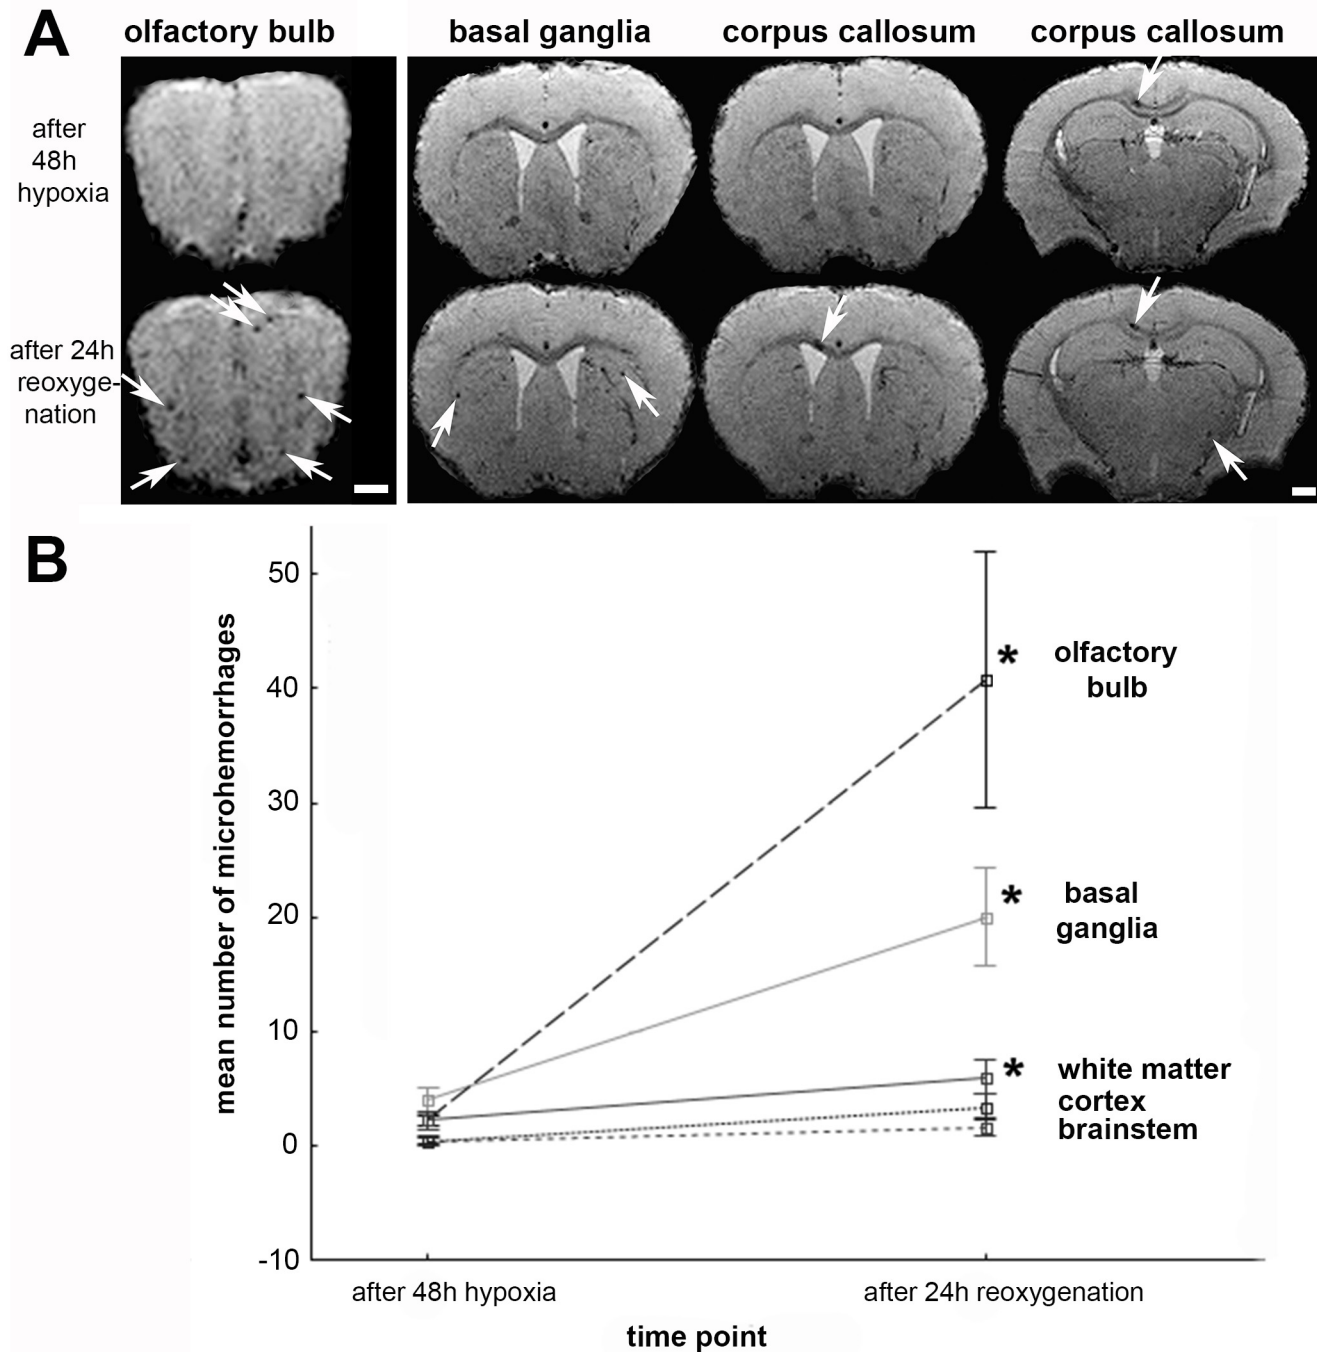 A
olfactory bulb
basal ganglia
corpus callosum
corpus callosum
after
48h
hypoxia
after 24h
reoxyge-
nation
B
50
40
30
20
10
0
-10
mean number of microhemorrhages
*
olfactory
bulb
*
basal
ganglia
*
white matter
cortex
brainstem
after 48h hypoxia
after 24h reoxygenation
time point